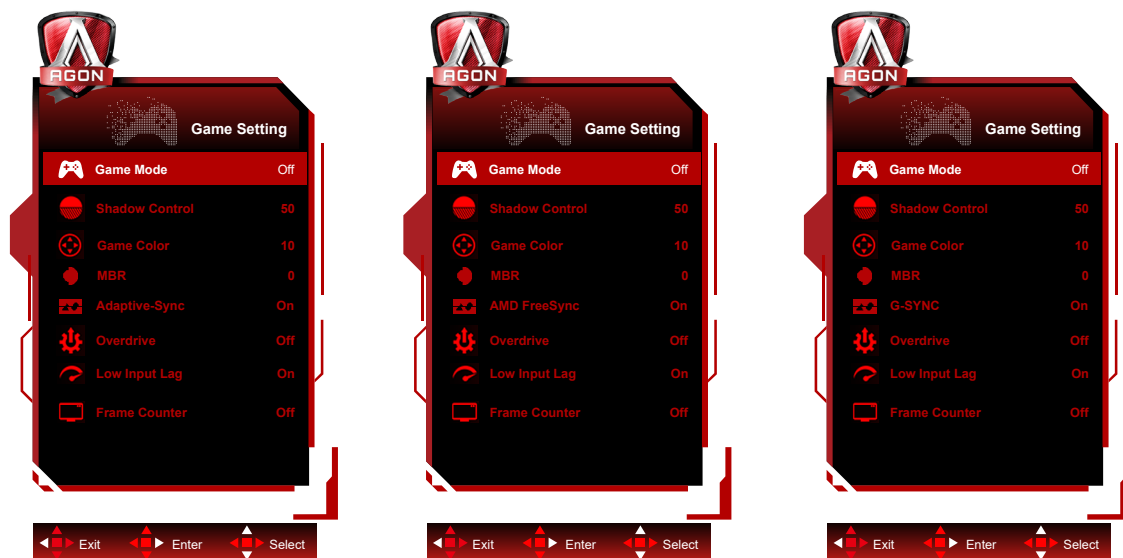 AGON
Game Setting
Game Mode Off
Shadow Control 50
Game Color 10
MBR 0
Adaptive-Sync On
Overdrive Off
Low Input Lag On
Frame Counter Off
Exit Enter Select
AGON
Game Setting
Game Mode Off
Shadow Control 50
Game Color 10
MBR 0
AMD FreeSync On
Overdrive Off
Low Input Lag On
Frame Counter Off
Exit Enter Select
AGON
Game Setting
Game Mode Off
Shadow Control 50
Game Color 10
MBR 0
G-SYNC On
Overdrive Off
Low Input Lag On
Frame Counter Off
Exit Enter Select